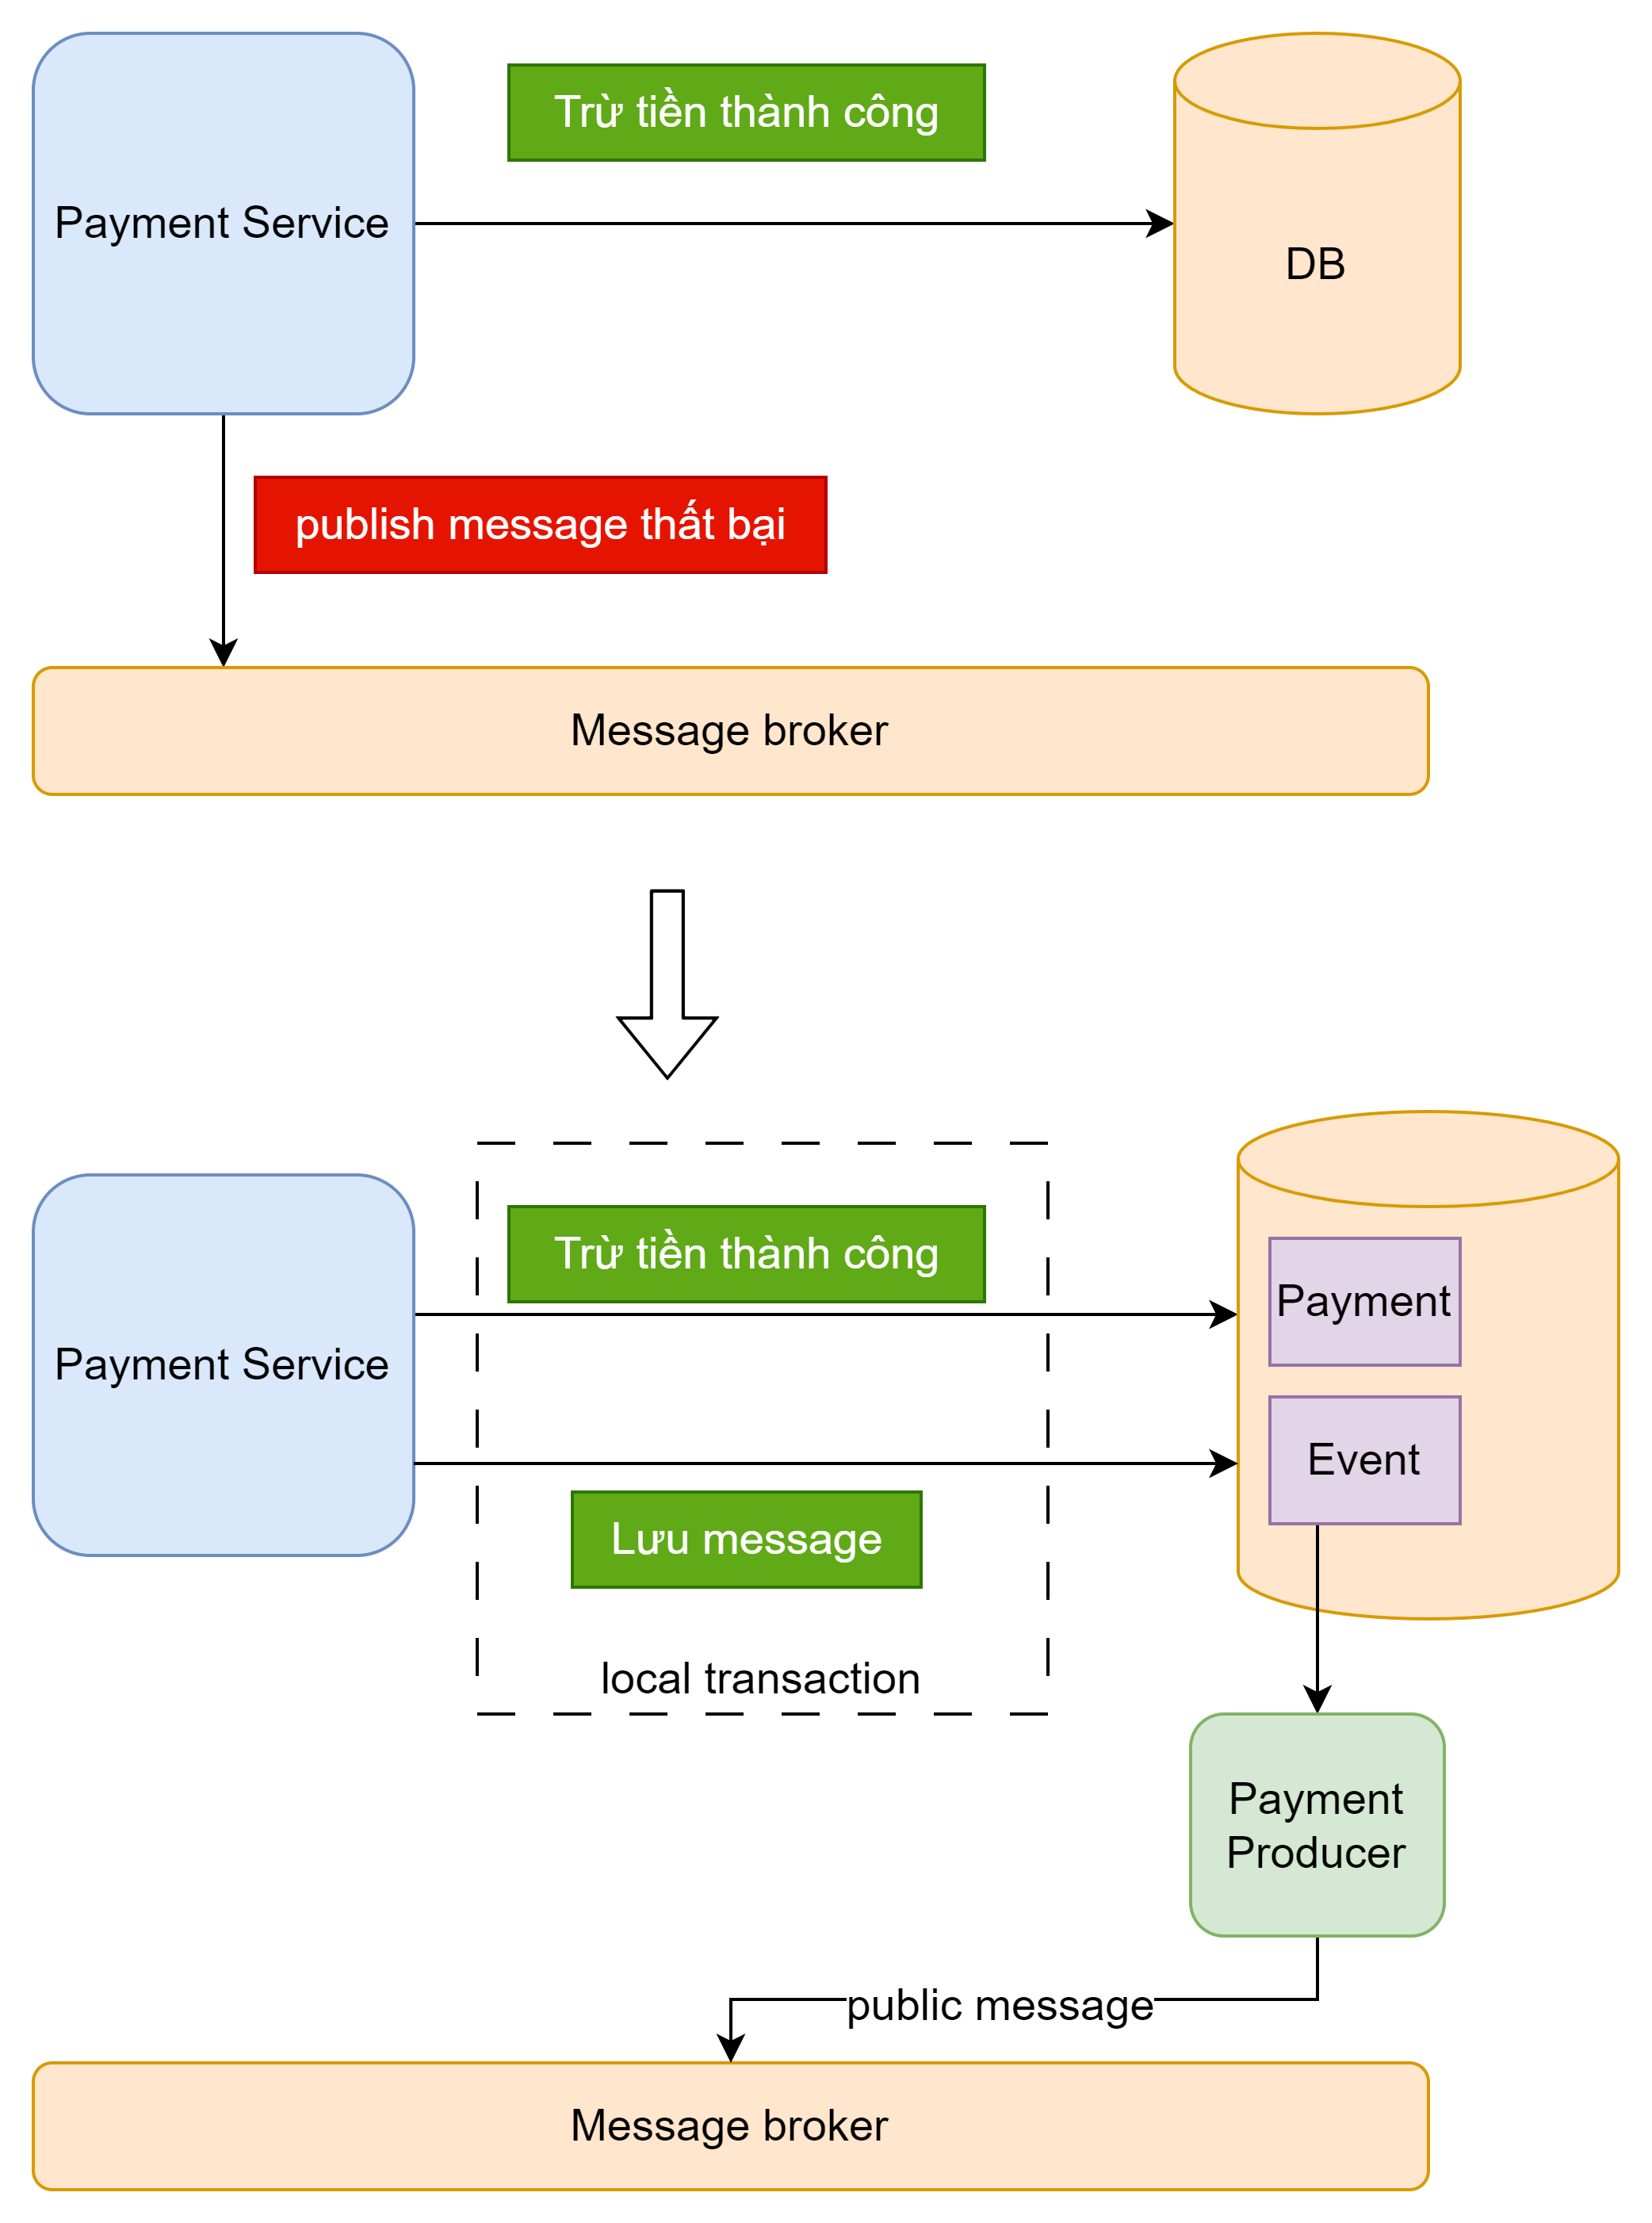 Payment Service
Trừ tiền thành công
DB
publish message thất bại
Message broker
Payment Service
Trừ tiền thành công
Payment
Event
Lưu message
local transaction
Payment
Producer
public message
Message broker